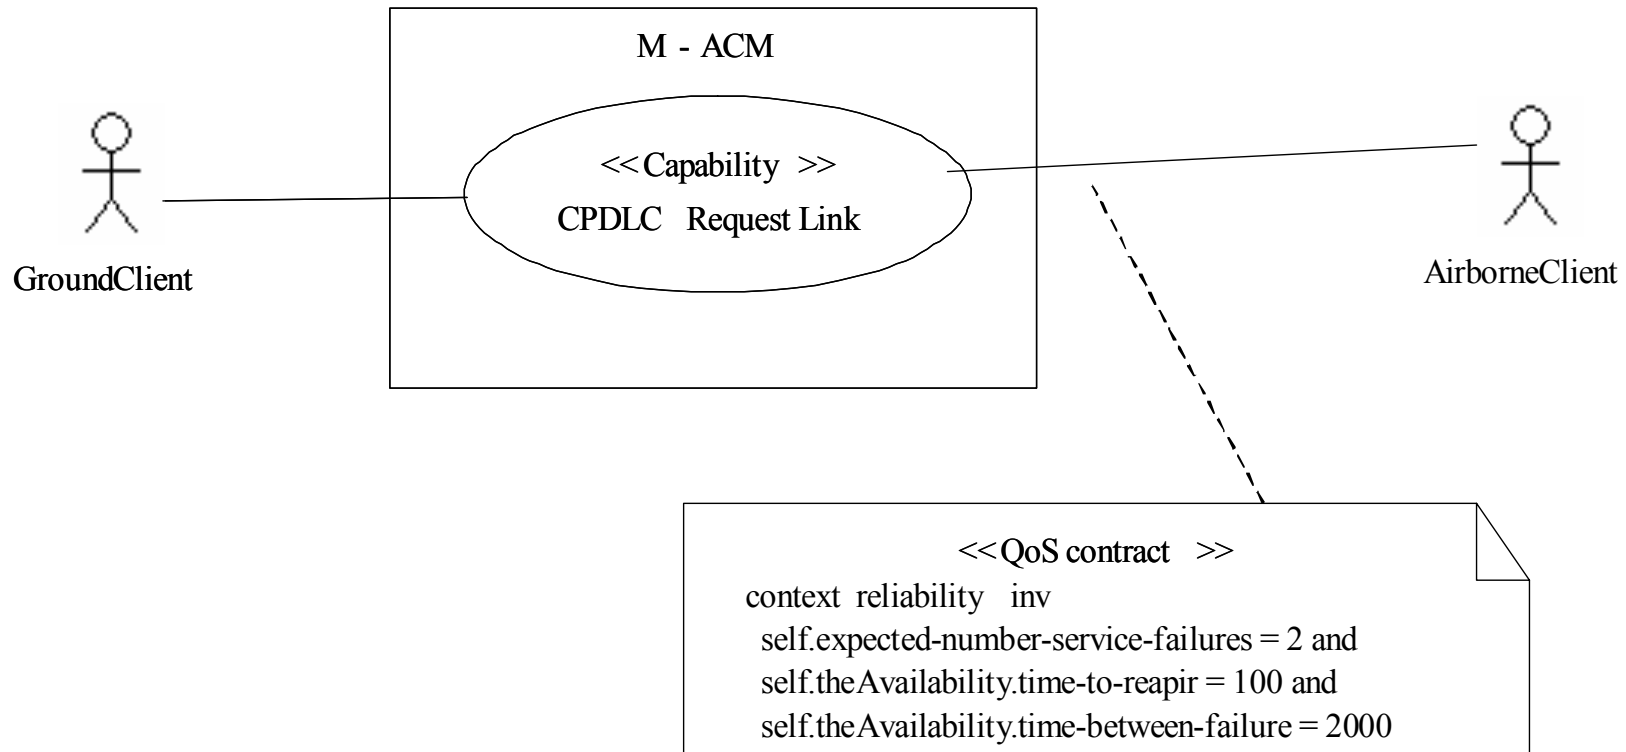 M - ACM
<<Capability >>
CPDLC Request Link
GroundClient
AirborneClient
<<QoS contract >>
context reliability inv
self.expected-number-service-failures = 2 and
self.theAvailability.time-to-reapir = 100 and
self.theAvailability.time-between-failure = 2000